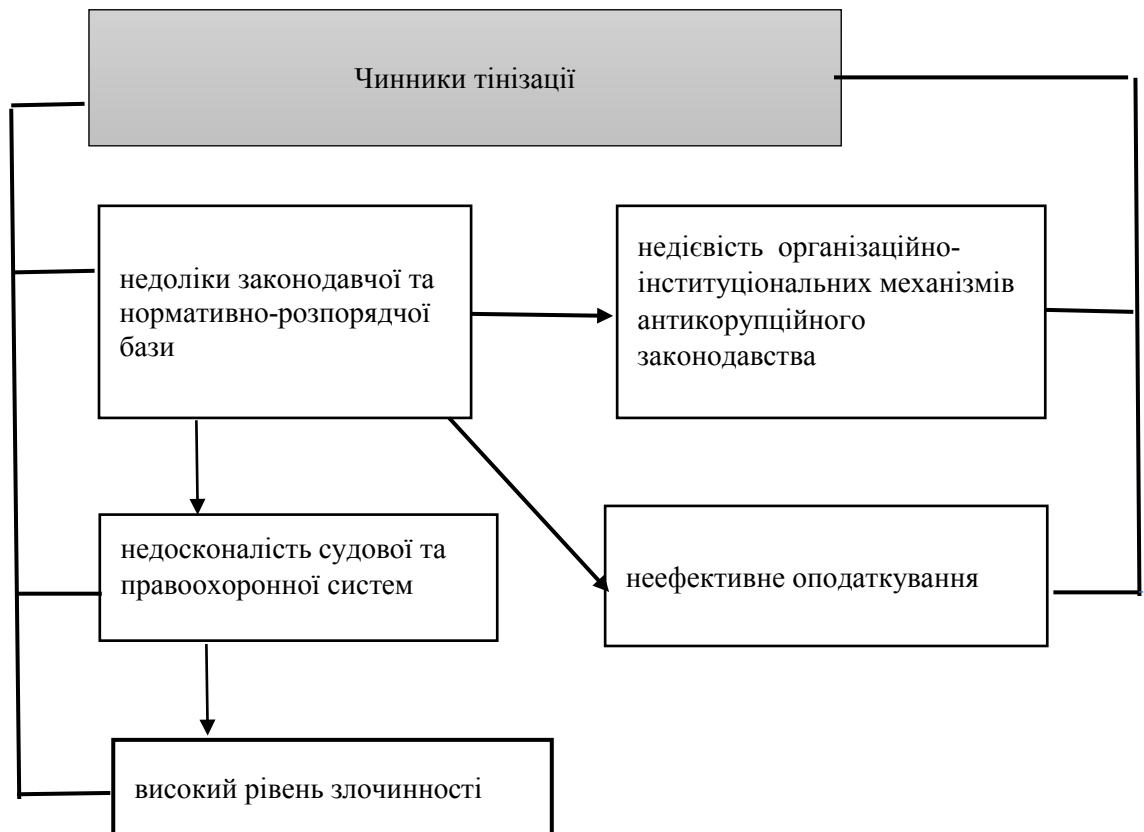 Чинники тінізації
недоліки законодавчої та
нормативно-розпорядчої
бази
недієвість організаційно-
інституціональних механізмів
антикорупційного
законодавства
недосконалість судової та
правоохоронної систем
неефективне оподаткування
високий рівень злочинності